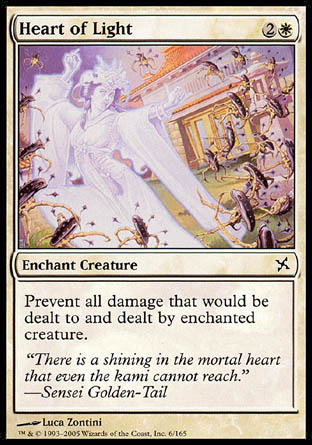 Heart of Light 2
Enchant Creature
Prevent all damage that would be
dealt to and dealt by enchanted
creature.
"There is a shining in the mortal heart
that even the kami cannot reach."
—Sensei Golden-Tail
Luca Zontini
™ & © 1993–2005 Wizards of the Coast, Inc. 6/165